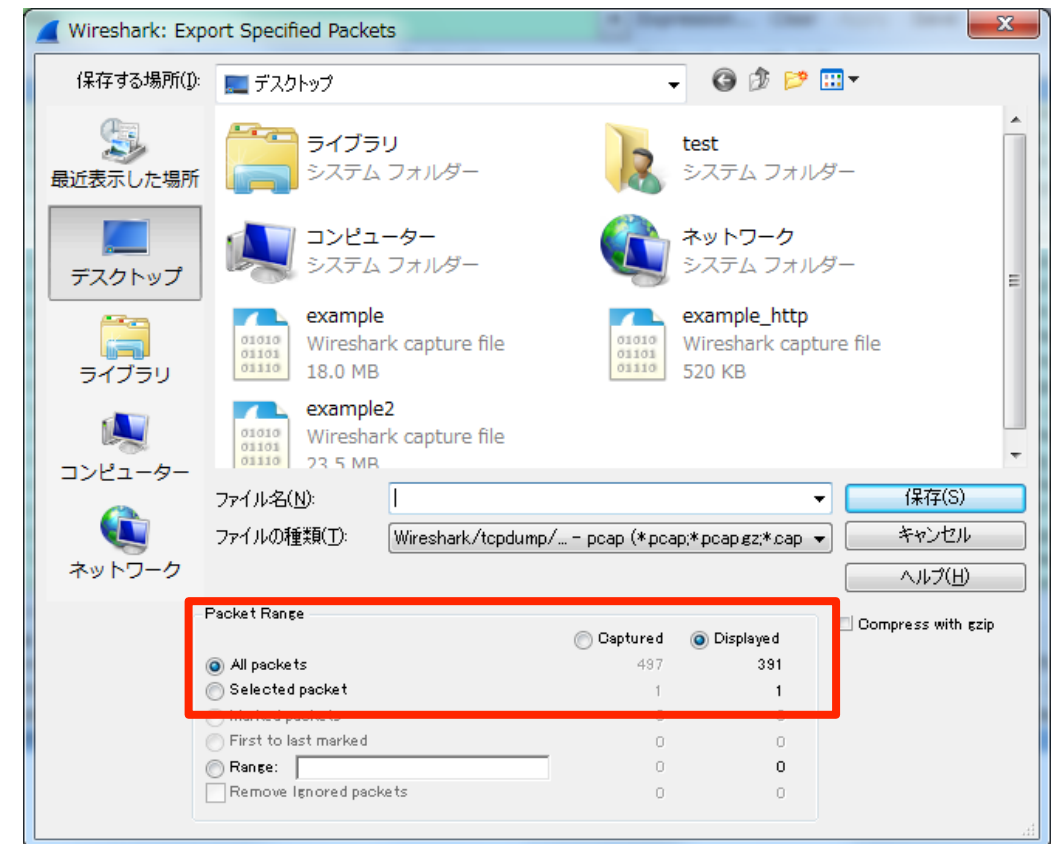 Wireshark: Export Specified Packets
保存する場所(I):
デスクトップ
最近表示した場所
デスクトップ
ライブラリ
コンピューター
ネットワーク
ライブラリ
システム フォルダー
test
システム フォルダー
コンピューター
システム フォルダー
ネットワーク
システム フォルダー
example
Wireshark capture file
18.0 MB
example_http
Wireshark capture file
520 KB
example2
Wireshark capture file
23.5 MB
ファイル名(N):
保存(S)
ファイルの種類(T):
Wireshark/tcpdump/... - pcap (*.pcap;*.pcap.gz;*.cap
キャンセル
ヘルプ(H)
Packet Range
Captured Displayed
Compress with gzip
All packets 497 391
Selected packet 1 1
Marked packets 0 0
First to last marked 0 0
Range: 0 0
Remove Ignored packets 0 0